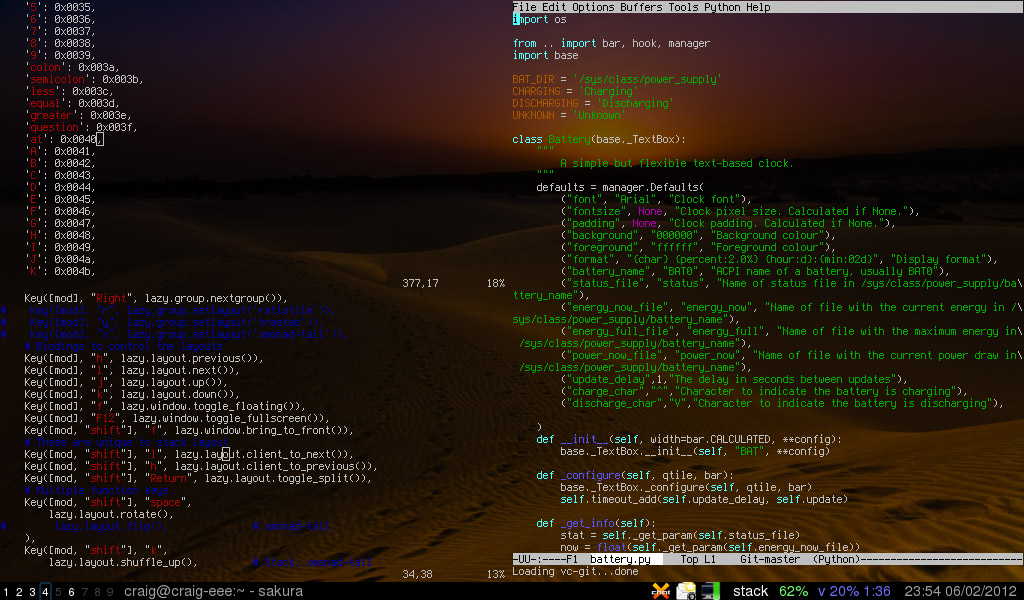 '5': 0x0035,
'6': 0x0036,
'7': 0x0037,
'8': 0x0038,
'9': 0x0039,
'colon': 0x003a,
'semicolon': 0x003b,
'less': 0x003c,
'equal': 0x003d,
'greater': 0x003e,
'question': 0x003f,
'at': 0x0040,
'A': 0x0041,
'B': 0x0042,
'C': 0x0043,
'D': 0x0044,
'E': 0x0045,
'F': 0x0046,
'G': 0x0047,
'H': 0x0048,
'I': 0x0049,
'J': 0x004a,
'K': 0x004b,
377,17 18%
Key([mod], "Right", lazy.group.nextgroup()),
Key([mod], "h", lazy.layout.previous()),
Key([mod], "l", lazy.layout.next()),
Key([mod], "j", lazy.layout.up()),
Key([mod], "k", lazy.layout.down()),
Key([mod], "f", lazy.window.toggle_floating()),
Key([mod], "F12", lazy.window.toggle_fullscreen()),
Key([mod, "shift"], "f", lazy.window.bring_to_front()),
# These are unique to stack layout
Key([mod, "shift"], "l", lazy.layout.client_to_next()),
Key([mod, "shift"], "h", lazy.layout.client_to_previous()),
Key([mod, "shift"], "Return", lazy.layout.toggle_split()),
# Multiple function keys
Key([mod, "shift"], "space",
lazy.layout.rotate(),
# lazy.layout.flip(),
),
Key([mod, "shift"], "k",
lazy.layout.shuffle_up(),
34,38 13%
File Edit Options Buffers Tools Python Help
import os
from .. import bar, hook, manager
import base
BAT_DIR = '/sys/class/power_supply'
CHARGING = 'Charging'
DISCHARGING = 'Discharging'
UNKNOWN = 'Unknown'
class Battery(base._TextBox):
"""
A simple but flexible text-based clock.
"""
defaults = manager.Defaults(
("font", "Arial", "Clock font"),
("fontsize", None, "Clock pixel size. Calculated if None."),
("padding", None, "Clock padding. Calculated if None."),
("background", "000000", "Background colour"),
("foreground", "ffffff", "Foreground colour"),
("format", "{char} {percent:2.0%} {hour:d}:{min:02d}", "Display format"),
("battery_name", "BAT0", "ACPI name of a battery, usually BAT0"),
("status_file", "status", "Name of status file in /sys/class/power_supply/ba\
ttery_name"),
("energy_now_file", "energy_now", "Name of file with the current energy in /\
sys/class/power_supply/battery_name"),
("energy_full_file", "energy_full", "Name of file with the maximum energy in\
 /sys/class/power_supply/battery_name"),
("power_now_file", "power_now", "Name of file with the current power draw in\
 /sys/class/power_supply/battery_name"),
("update_delay",1,"The delay in seconds between updates"),
("charge_char","^","Character to indicate the battery is charging"),
("discharge_char","V","Character to indicate the battery is discharging"),
)
def __init__(self, width=bar.CALCULATED, **config):
base._TextBox.__init__(self, "BAT", **config)
def _configure(self, qtile, bar):
base._TextBox._configure(self, qtile, bar)
self.timeout_add(self.update_delay, self.update)
def _get_info(self):
stat = self._get_param(self.status_file)
now = float(self._get_param(self.energy_now_file))
-UU-:----F1 battery.py Top L1 Git-master (Python)
Loading vc-git...done
1 2 3 4 5 6 7 8 9 craig@craig-eee:~ - sakura stack 62% v 20% 1:36 23:54 06/02/2012